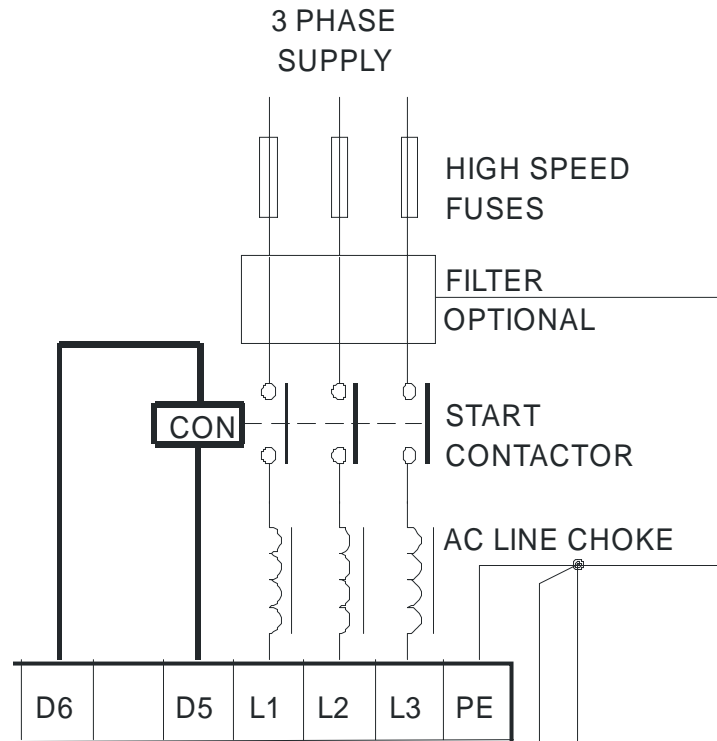 3 PHASE
SUPPLY
HIGH SPEED
FUSES
FILTER
OPTIONAL
CON
START
CONTACTOR
AC LINE CHOKE
D6 D5 L1 L2 L3 PE